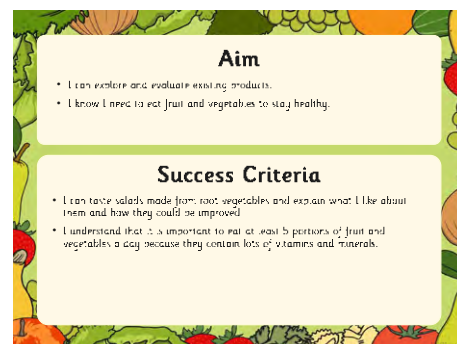 Aim
• I can explore and evaluate existing products.
• I know I need to eat fruit and vegetables to stay healthy.
Success Criteria
• I can taste salads made from root vegetables and explain what I like about
them and how they could be improved
• I understand that it is important to eat at least 5 portions of fruit and
vegetables a day because they contain lots of vitamins and minerals.